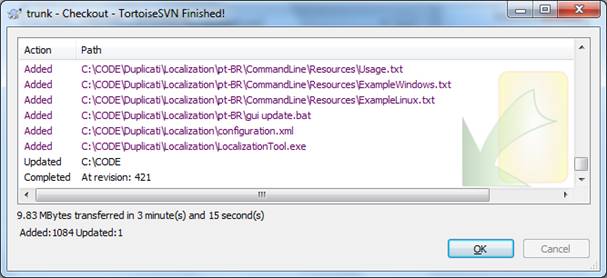 trunk - Checkout - TortoiseSVN Finished!
Action Path
Added C:\CODE\Duplicati\Localization\pt-BR\CommandLine\Resources\Usage.txt
Added C:\CODE\Duplicati\Localization\pt-BR\CommandLine\Resources\ExampleWindows.txt
Added C:\CODE\Duplicati\Localization\pt-BR\CommandLine\Resources\ExampleLinux.txt
Added C:\CODE\Duplicati\Localization\pt-BR\gui update.bat
Added C:\CODE\Duplicati\Localization\configuration.xml
Added C:\CODE\Duplicati\Localization\LocalizationTool.exe
Updated C:\CODE
Completed At revision: 421
9.83 MBytes transferred in 3 minute(s) and 15 second(s)
Added:1084 Updated:1
OK Cancel